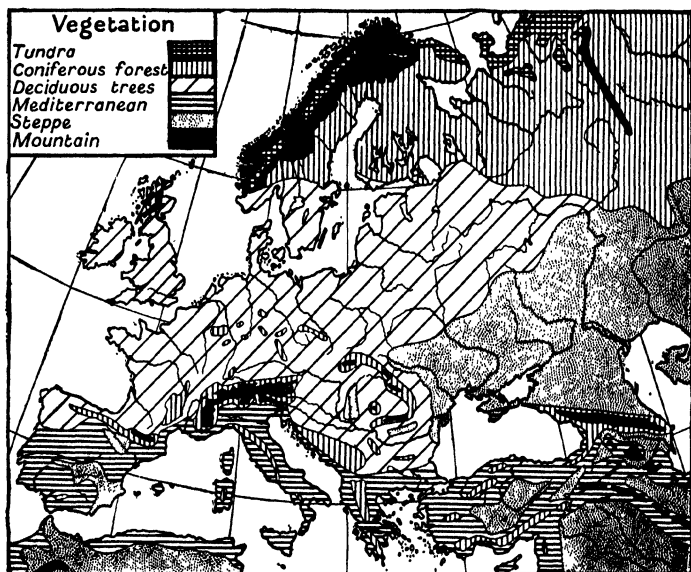 Vegetation
Tundra
Coniferous forest
Deciduous trees
Mediterranean
Steppe
Mountain